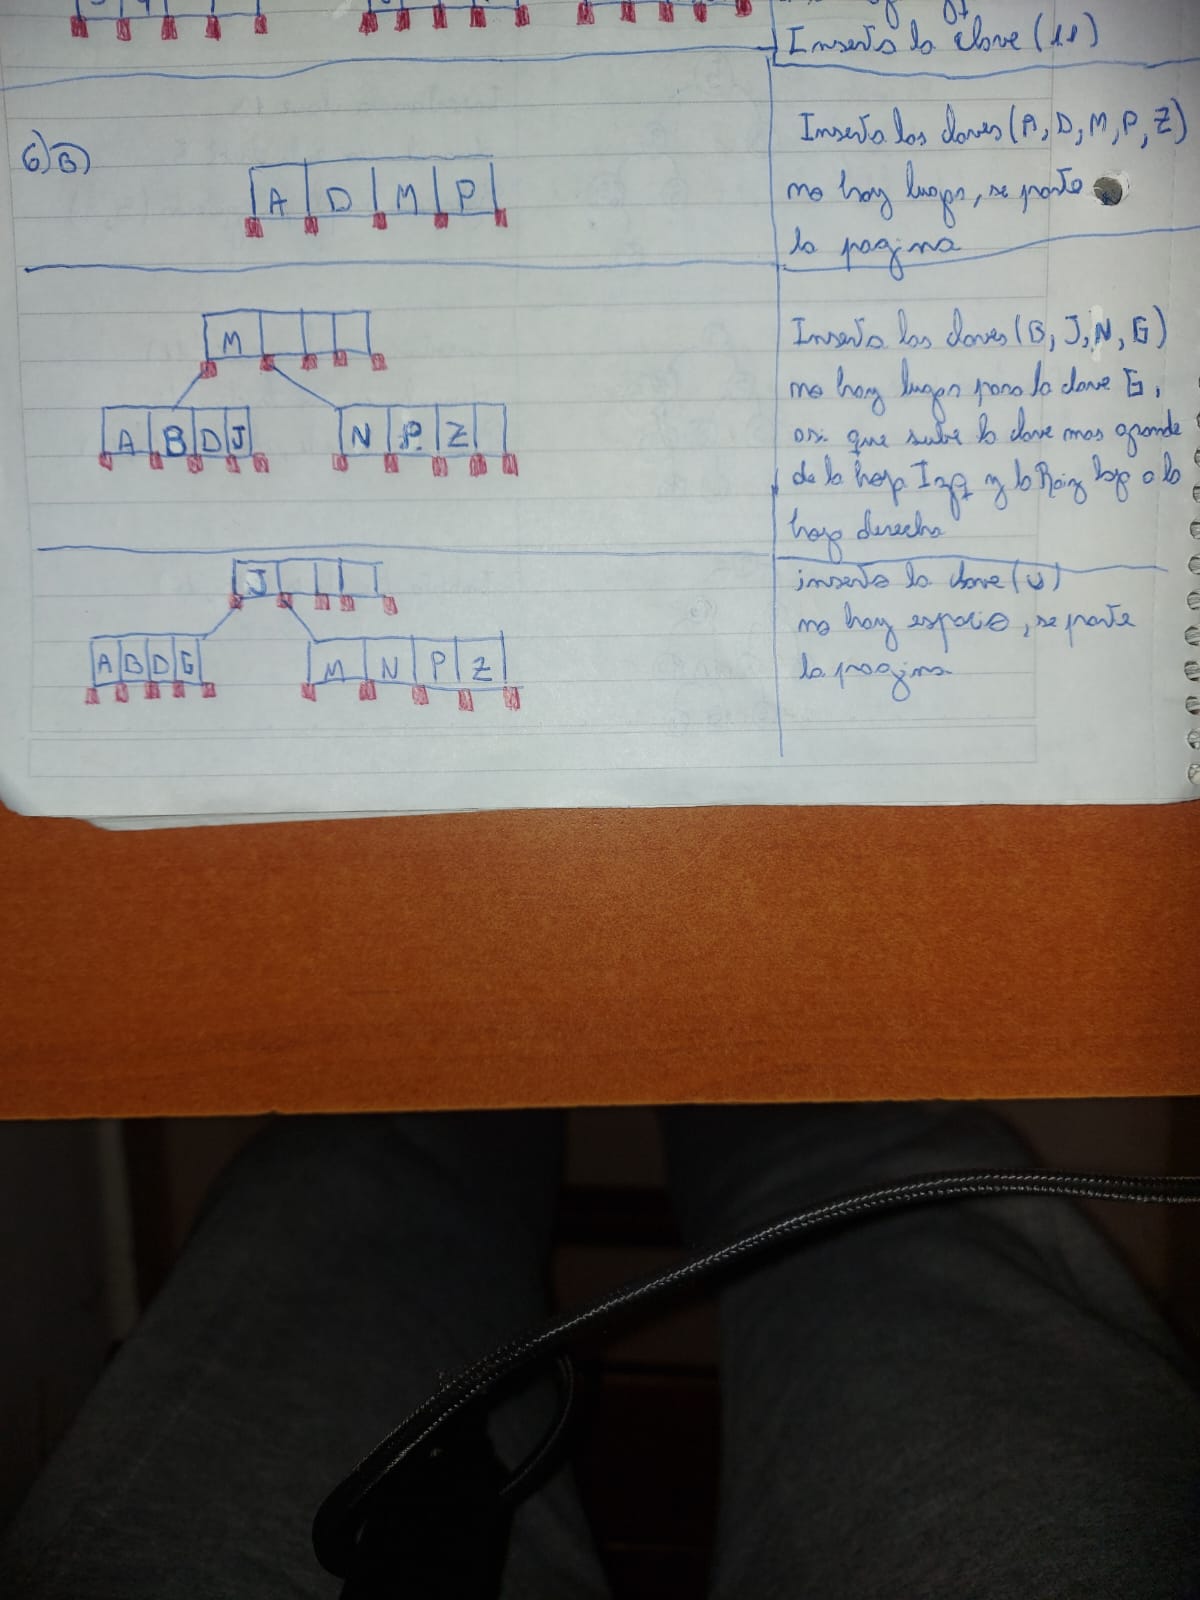 Inserto la clave (11)
6)B)
A D M P
Inserto las claves (A, D, M, P, Z)
no hay lugar, se parte
la pagina
M
A B D J
N P Z
Inserto las claves (B, J, N, G)
no hay lugar para la clave G,
asi que sube la clave mas grande
de la hoja Izq y la Raiz baja a la
hoja derecha
J
A B D G
M N P Z
inserto la clave (U)
no hay espacio, se parte
la pagina